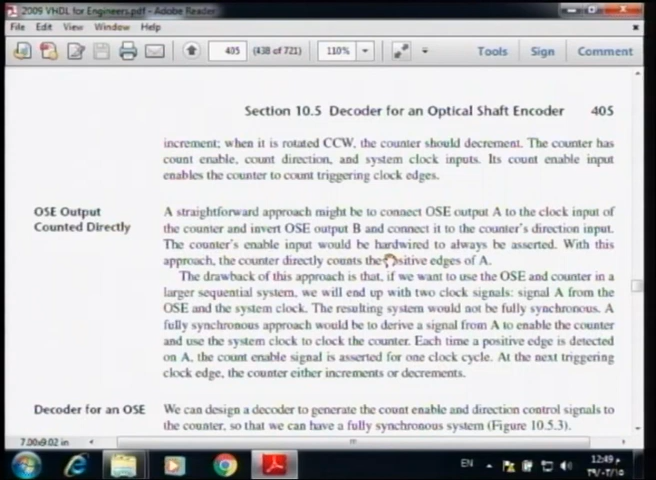 2009 VHDL for Engineers.pdf - Adobe Reader
File Edit View Window Help
405 (438 of 721) 110% Tools Sign Comment
Section 10.5 Decoder for an Optical Shaft Encoder 405
increment; when it is rotated CCW, the counter should decrement. The counter has
count enable, count direction, and system clock inputs. Its count enable input
enables the counter to count triggering clock edges.
OSE Output
Counted Directly
A straightforward approach might be to connect OSE output A to the clock input of
the counter and invert OSE output B and connect it to the counter's direction input.
The counter's enable input would be hardwired to always be asserted. With this
approach, the counter directly counts the positive edges of A.
The drawback of this approach is that, if we want to use the OSE and counter in a
larger sequential system, we will end up with two clock signals: signal A from the
OSE and the system clock. The resulting system would not be fully synchronous. A
fully synchronous approach would be to derive a signal from A to enable the counter
and use the system clock to clock the counter. Each time a positive edge is detected
on A, the count enable signal is asserted for one clock cycle. At the next triggering
clock edge, the counter either increments or decrements.
Decoder for an OSE
We can design a decoder to generate the count enable and direction control signals to
the counter, so that we can have a fully synchronous system (Figure 10.5.3).
7.00x9.02 in
EN